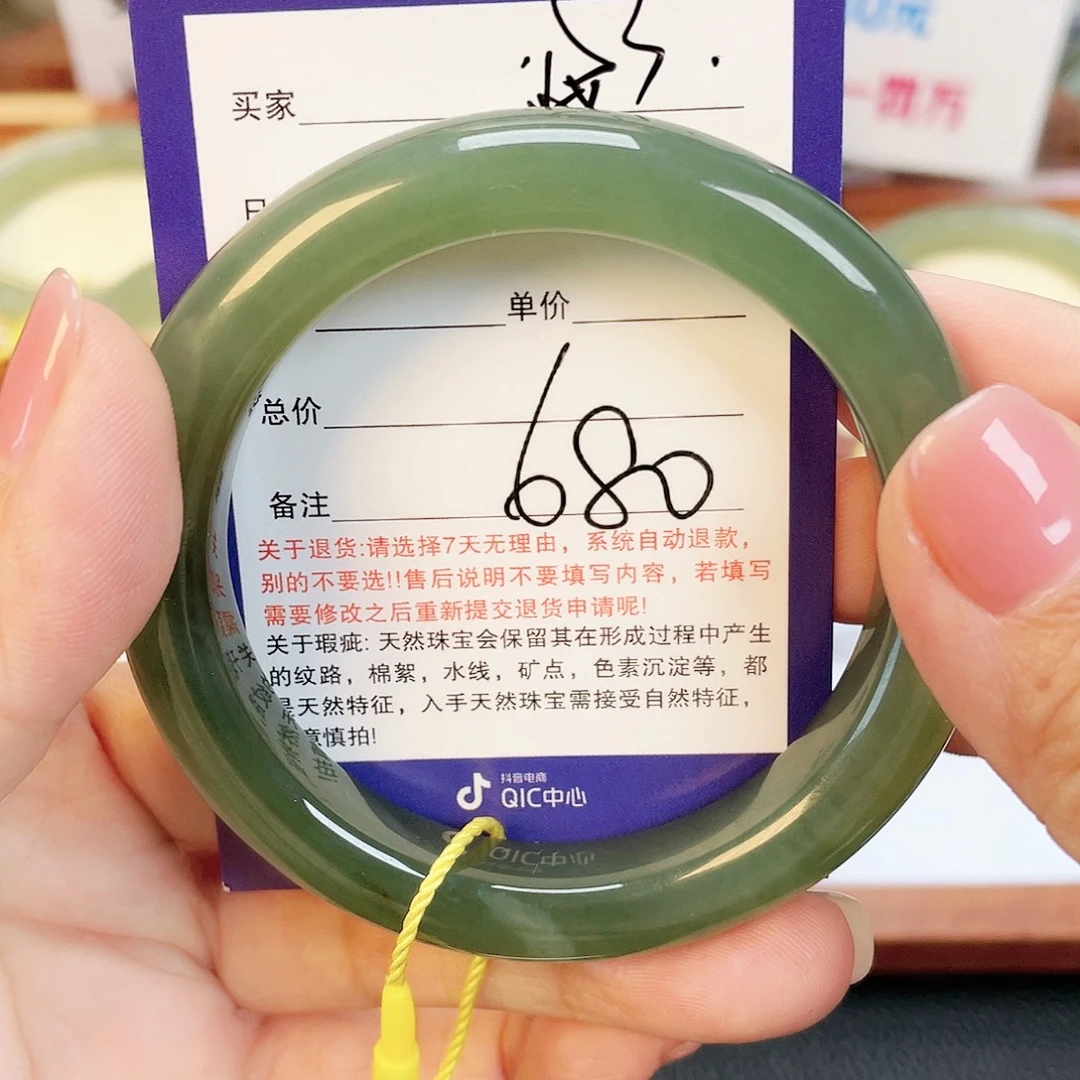 买家
单价
总价
680
备注
关于退货:请选择7天无理由，系统自动退款，
别的不要选!!售后说明不要填写内容，若填写
需要修改之后重新提交退货申请呢!
关于瑕疵: 天然珠宝会保留其在形成过程中产生
的纹路，棉絮，水线，矿点，色素沉淀等，都
是天然特征，入手天然珠宝需接受自然特征，
慎拍!
抖音电商
QIC中心